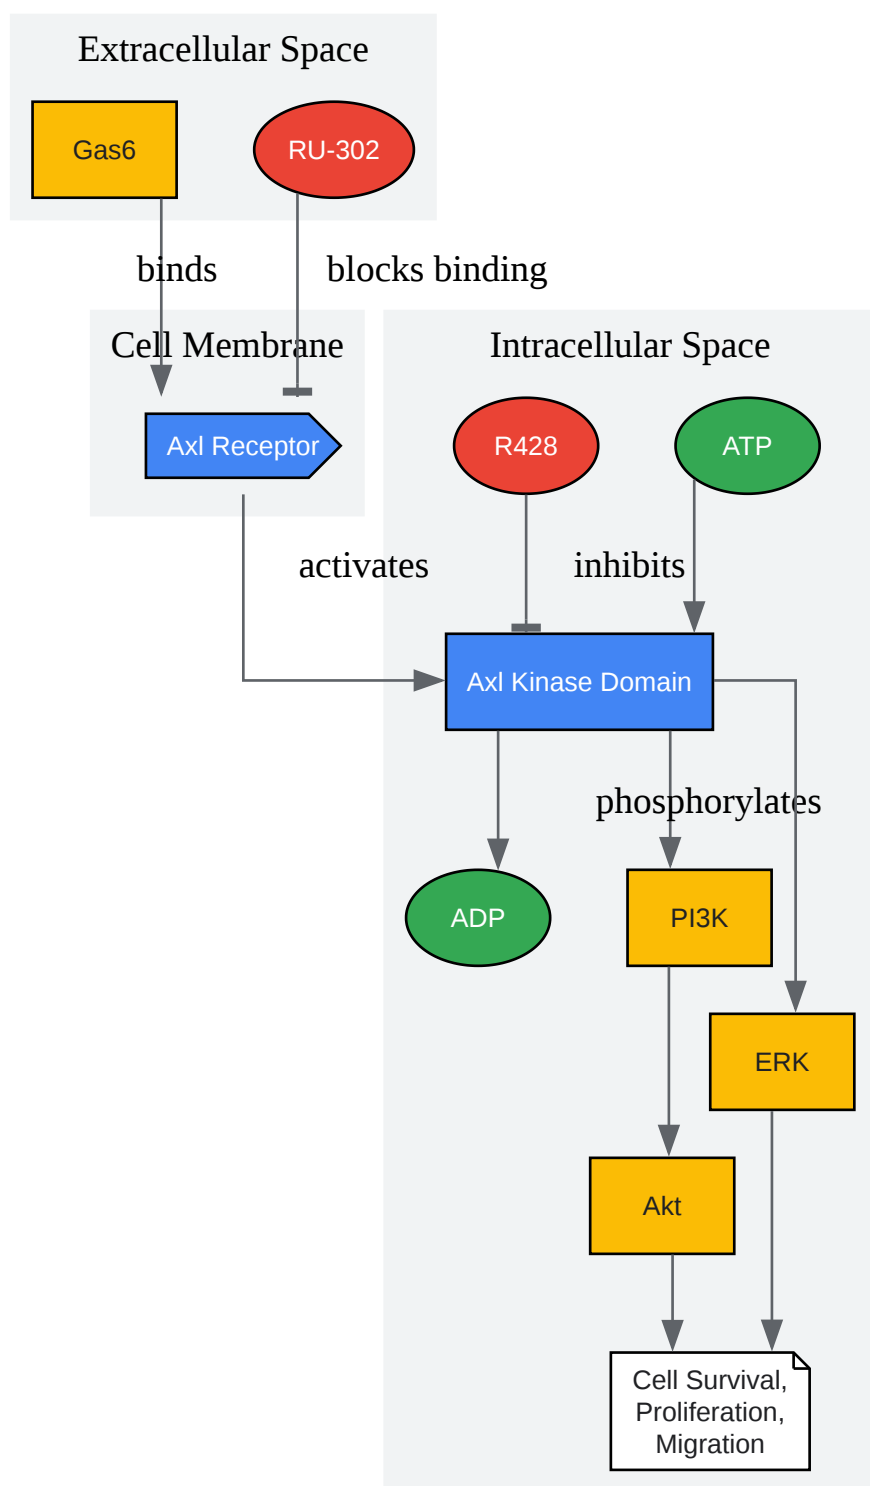 Extracellular Space
Gas6
RU-302
binds
blocks binding
Cell Membrane
Intracellular Space
Axl Receptor
R428
ATP
activates
inhibits
Axl Kinase Domain
phosphorylates
ADP
PI3K
ERK
Akt
Cell Survival,
Proliferation,
Migration